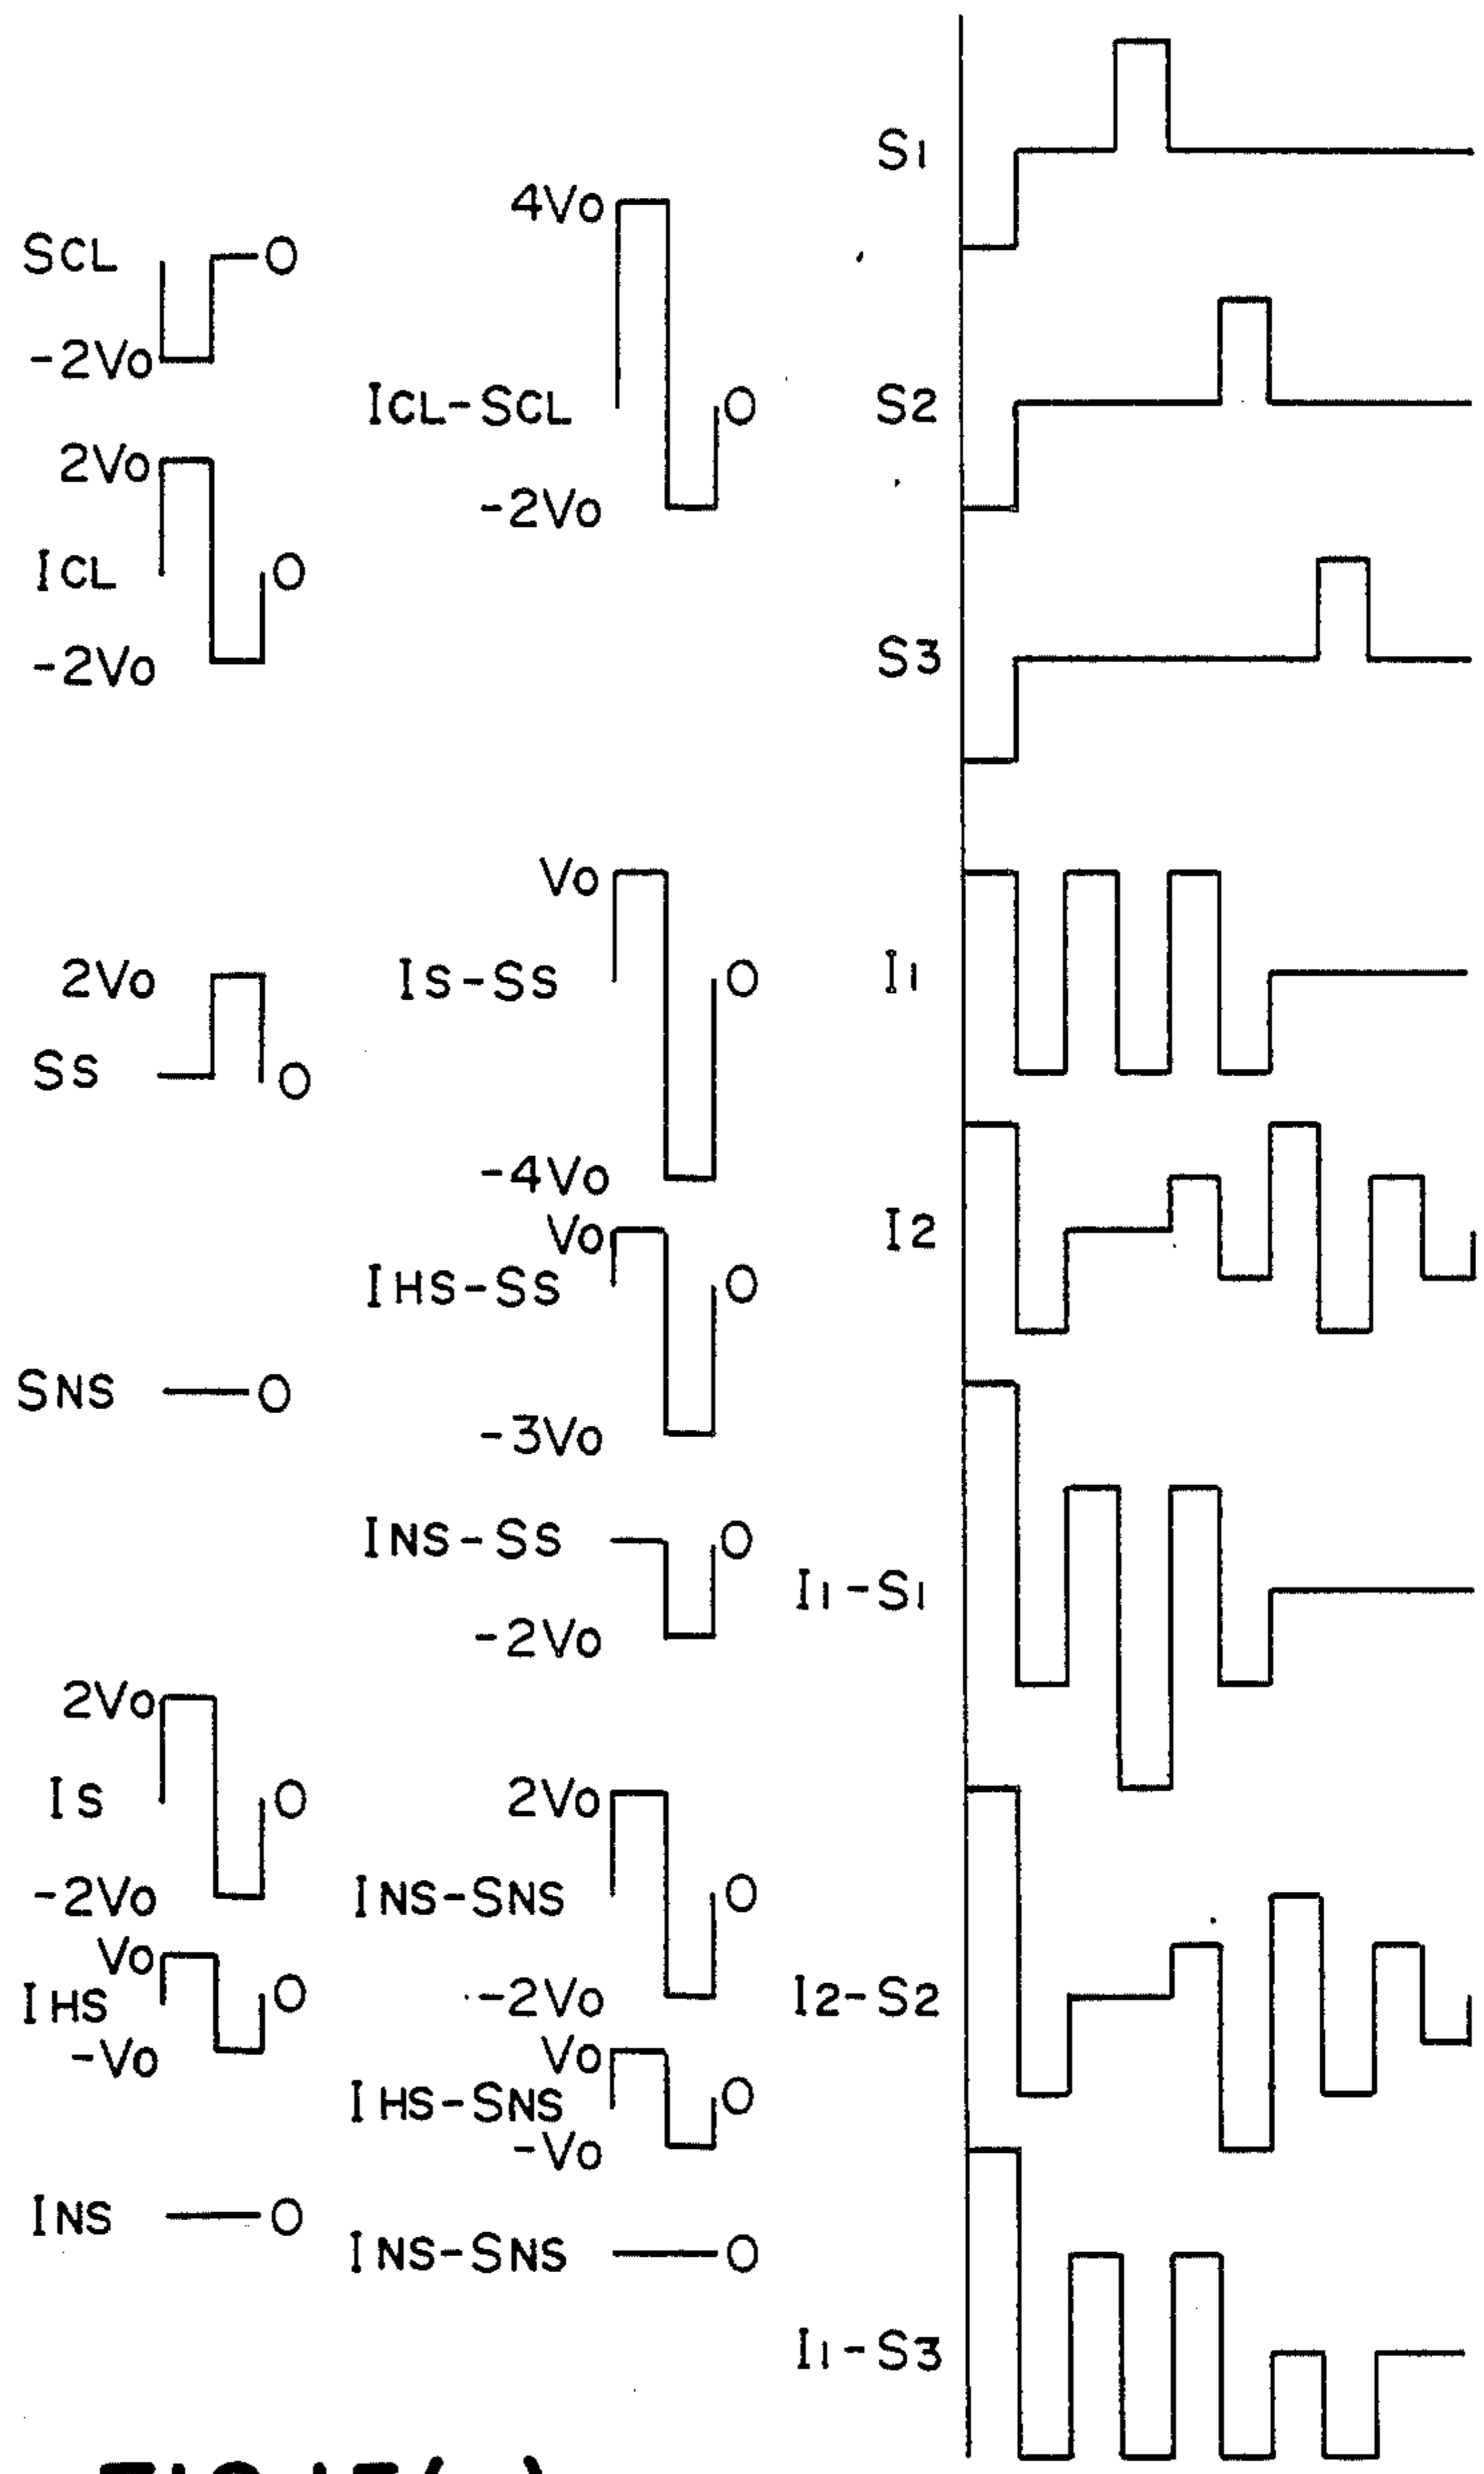 SCL
O
-2Vo
2Vo
ICL
O
-2Vo
2Vo
SS
O
SNS
O
2Vo
IS
O
-2Vo
Vo
IHS
O
-Vo
INS
O
4Vo
ICL-SCL
O
-2Vo
Vo
IS-SS
O
-4Vo
Vo
IHS-SS
O
-3Vo
INS-SS
O
-2Vo
2Vo
INS-SNS
O
-2Vo
Vo
IHS-SNS
O
-Vo
INS-SNS
O
S1
S2
S3
I1
I2
I1-S1
I2-S2
I1-S3